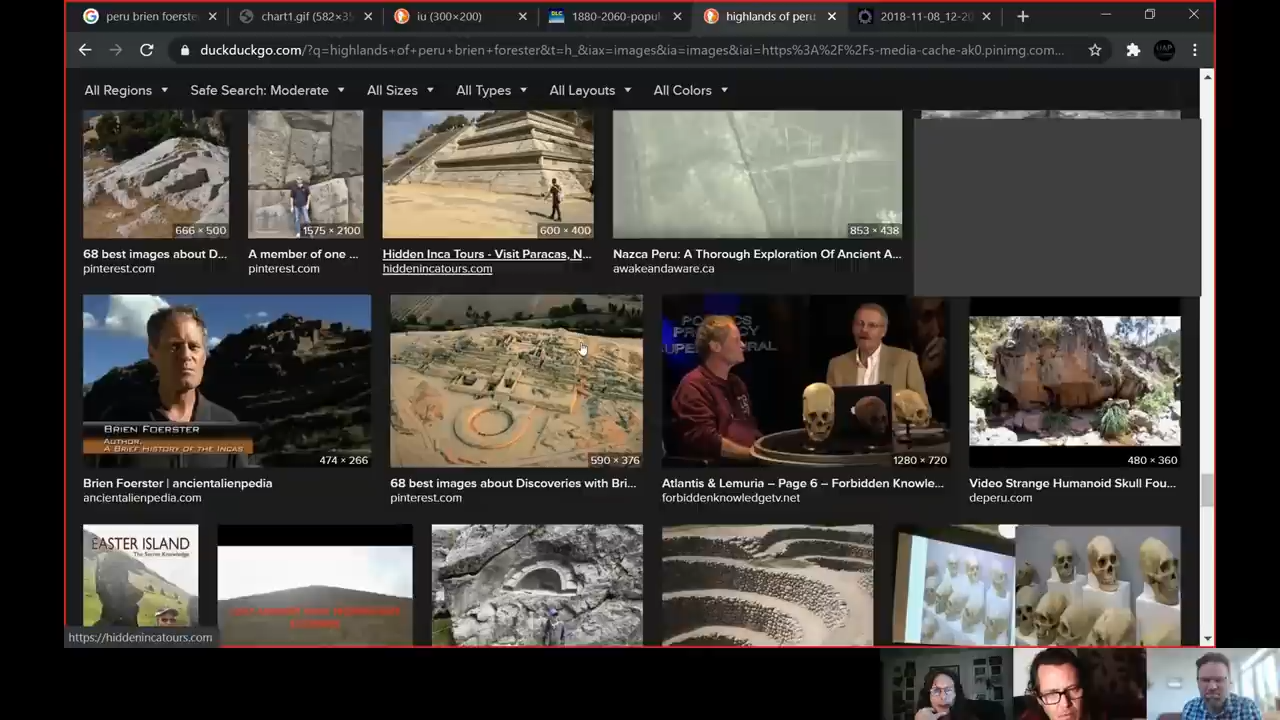 peru brien foerste
chart1.gif (582×35
iu (300×200)
1880-2060-popul
highlands of peru
2018-11-08_12-20
duckduckgo.com/?q=highlands+of+peru+brien+forester&t=h_&iax=images&ia=images&iai=https%3A%2F%2Fs-media-cache-ak0.pinimg.com...
All Regions
Safe Search: Moderate
All Sizes
All Types
All Layouts
All Colors
666 × 500
1575 × 2100
600 × 400
853 × 438
68 best images about D...
A member of one ...
Hidden Inca Tours - Visit Paracas, N...
Nazca Peru: A Thorough Exploration Of Ancient A...
pinterest.com
pinterest.com
hiddenincatours.com
awakeandaware.ca
BRIEN FOERSTER
AUTHOR,
A BRIEF HISTORY OF THE INCAS
474 × 266
590 × 376
1280 × 720
480 × 360
Brien Foerster | ancientalienpedia
68 best images about Discoveries with Bri...
Atlantis & Lemuria – Page 6 – Forbidden Knowle...
Video Strange Humanoid Skull Fou...
ancientalienpedia.com
pinterest.com
forbiddenknowledgetv.net
deperu.com
EASTER ISLAND
The Secret Knowledge
https://hiddenincatours.com